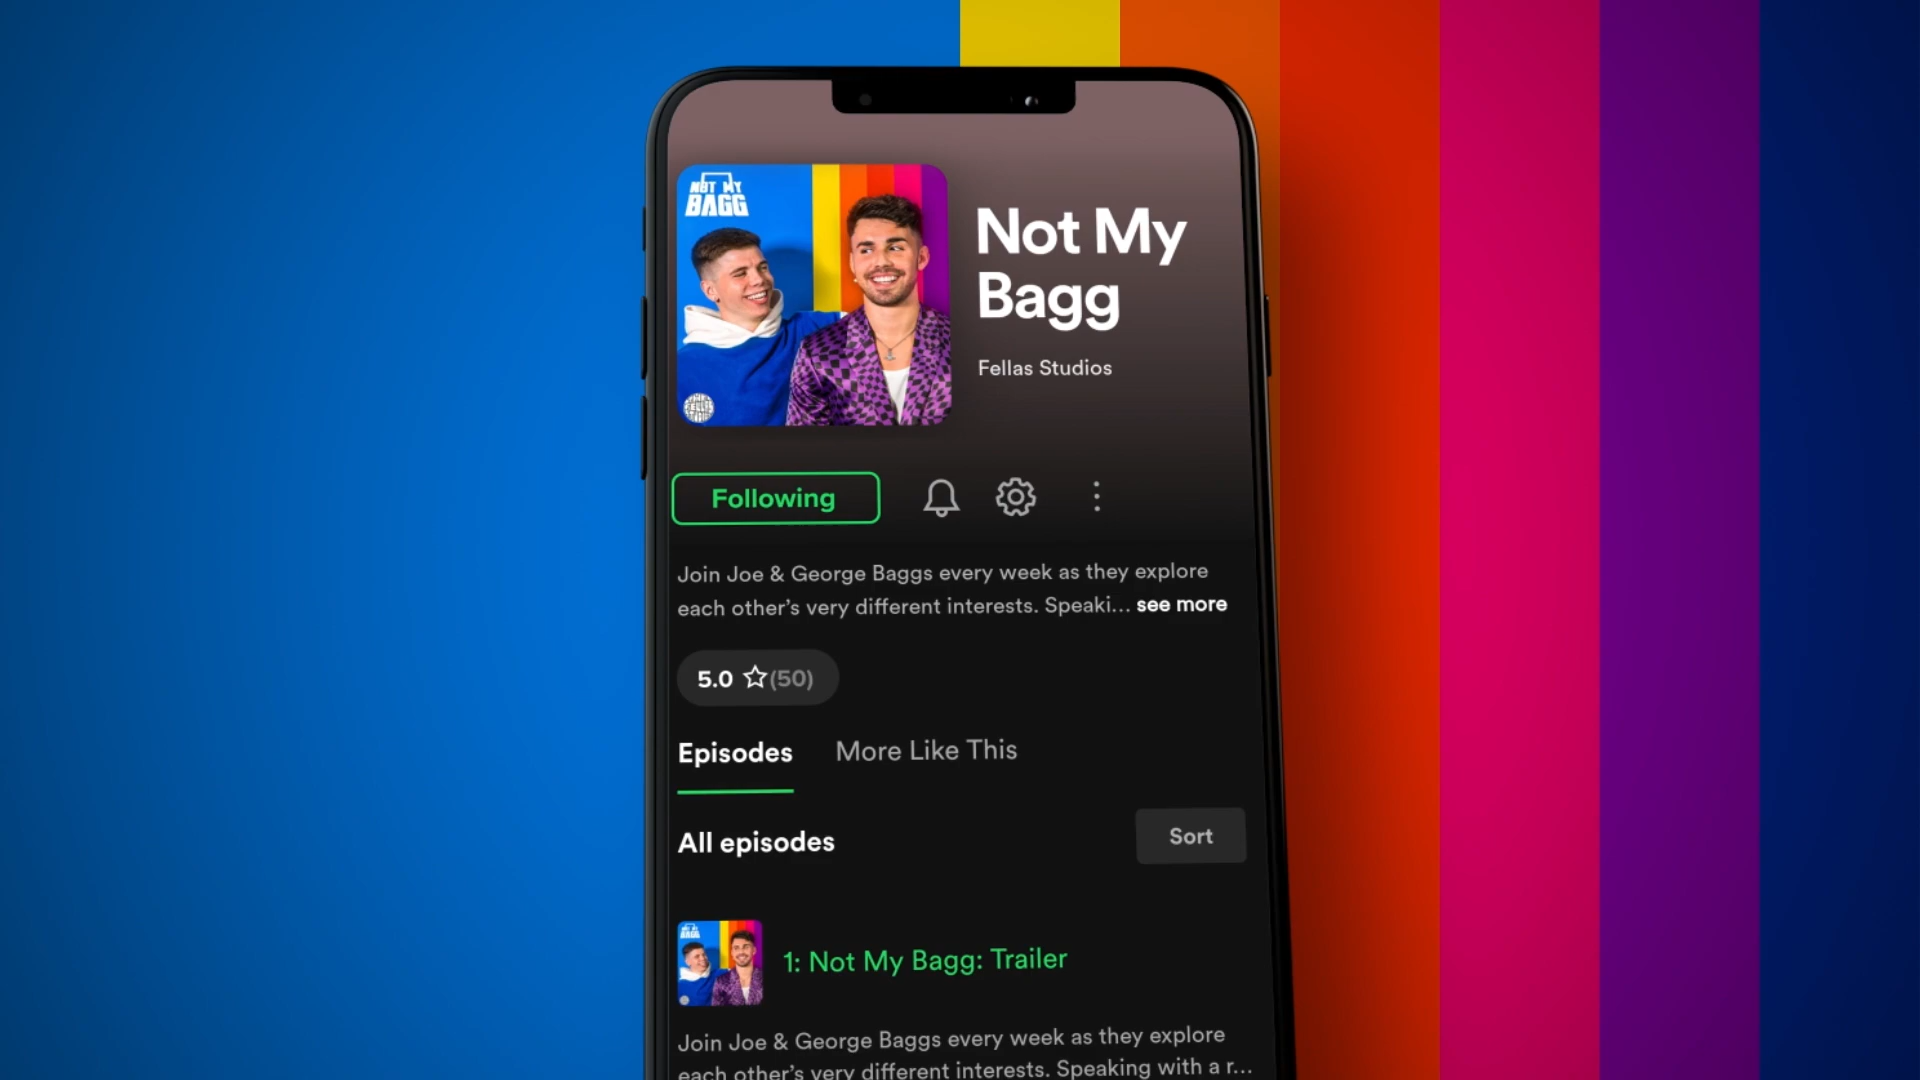 NOT MY
BAGG
Not My
Bagg
Fellas Studios
Following
Join Joe & George Baggs every week as they explore
each other's very different interests. Speaki... see more
5.0 (50)
Episodes More Like This
All episodes
Sort
NOT MY
BAGG
1: Not My Bagg: Trailer
Join Joe & George Baggs every week as they explore
each other's very different interests. Speaking with a r...